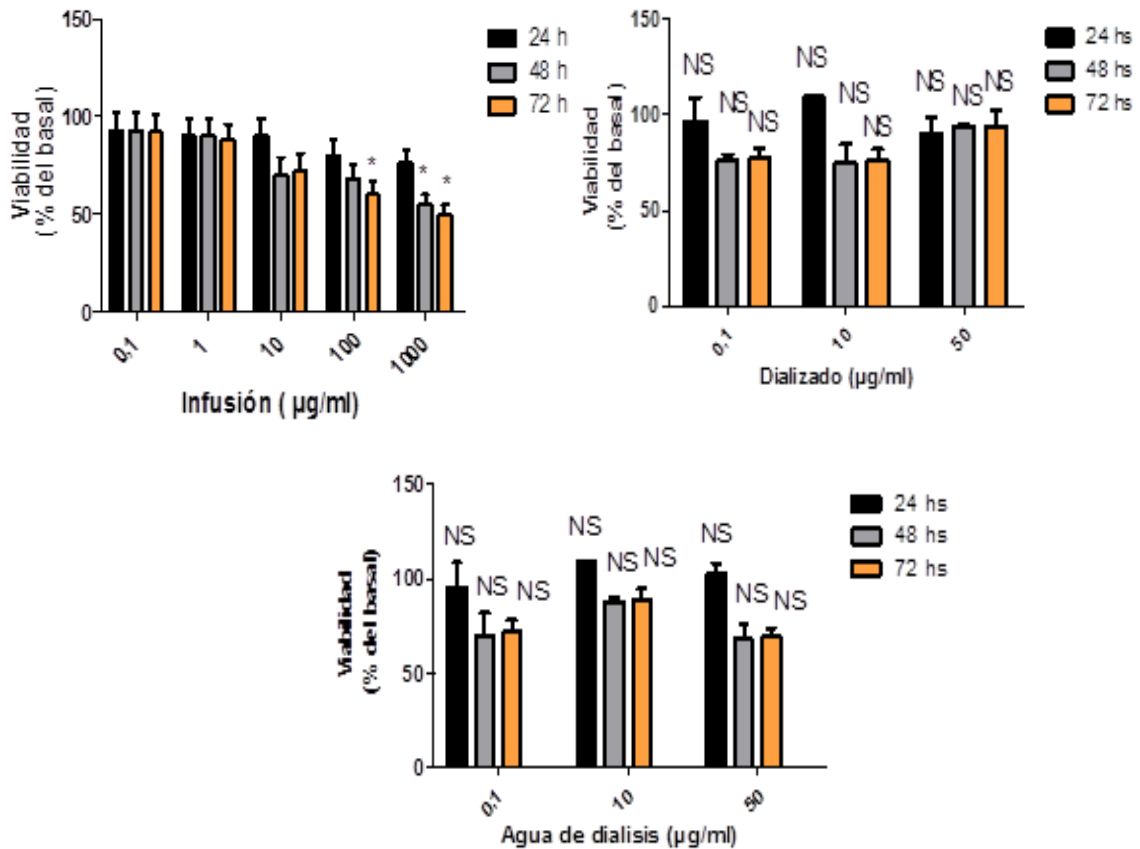 150
100
50
0
Viabilidad
( % del basal)
24 h
48 h
72 h
*
* *
0,1 1 10 100 1000
Infusión ( µg/ml)
150
100
50
0
Viabilidad
(% del basal)
24 hs
48 hs
72 hs
NS NS NS
NS NS NS
NS NS NS
0,1 10 50
Dializado (µg/ml)
150
100
50
0
Viabilidad
(% del basal)
24 hs
48 hs
72 hs
NS NS NS
NS NS NS
NS NS NS
0,1 10 50
Agua de dialisis (µg/ml)